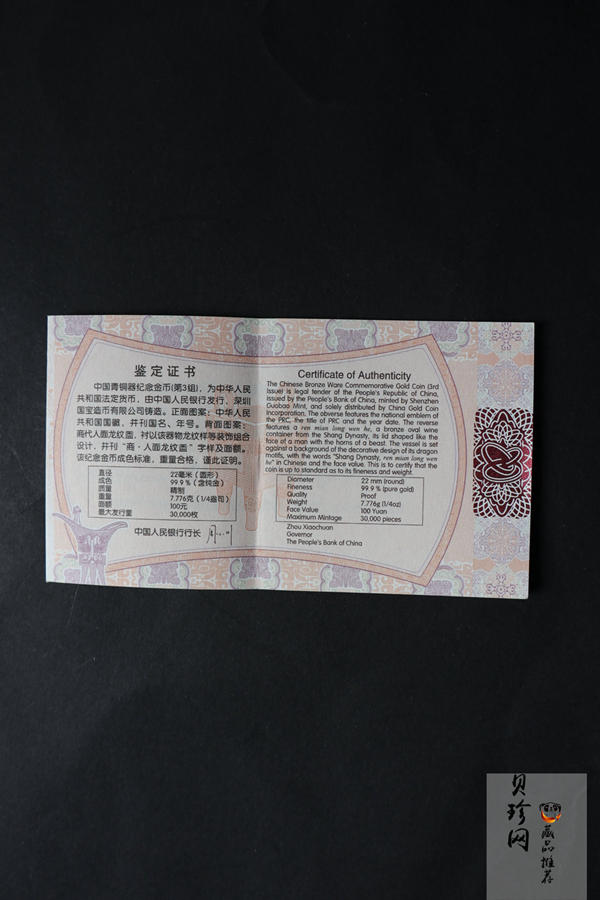 鉴定证书
中国青铜器纪念金币(第3组)，为中华人民
共和国法定货币，由中国人民银行发行，深圳
国宝造币有限公司铸造。正面图案：中华人民
共和国国徽，并刊国名、年号。背面图案：
商代人面龙纹盉，衬以该器物龙纹样等装饰组合
设计，并刊“商·人面龙纹盉”字样及面额。
该纪念金币成色标准，重量合格，谨此证明。
直径 22毫米（圆形）
成色 99.9％（含纯金）
质量 精制
重量 7.776克（1/4盎司）
面额 100元
最大发行量 30,000枚
中国人民银行行长
Certificate of Authenticity
The Chinese Bronze Ware Commemorative Gold Coin (3rd
Issue) is legal tender of the People's Republic of China,
issued by the People's Bank of China, minted by Shenzhen
Guobao Mint, and solely distributed by China Gold Coin
Incorporation. The obverse features the national emblem of
the PRC, the title of PRC and the year date. The reverse
features a ren mian long wen he, a bronze oval wine
container from the Shang Dynasty, its lid shaped like the
face of a man with the horns of a beast. The vessel is set
against a background of the decorative design of its dragon
motifs, with the words "Shang Dynasty, ren mian long wen
he" in Chinese and the face value. This is to certify that the
coin is up to standard as to its fineness and weight.
Diameter 22 mm (round)
Fineness 99.9 % (pure gold)
Quality Proof
Weight 7.776g (1/4oz)
Face Value 100 Yuan
Maximum Mintage 30,000 pieces
Zhou Xiaochuan
Governor
The People's Bank of China
贝珍网
藏品推荐